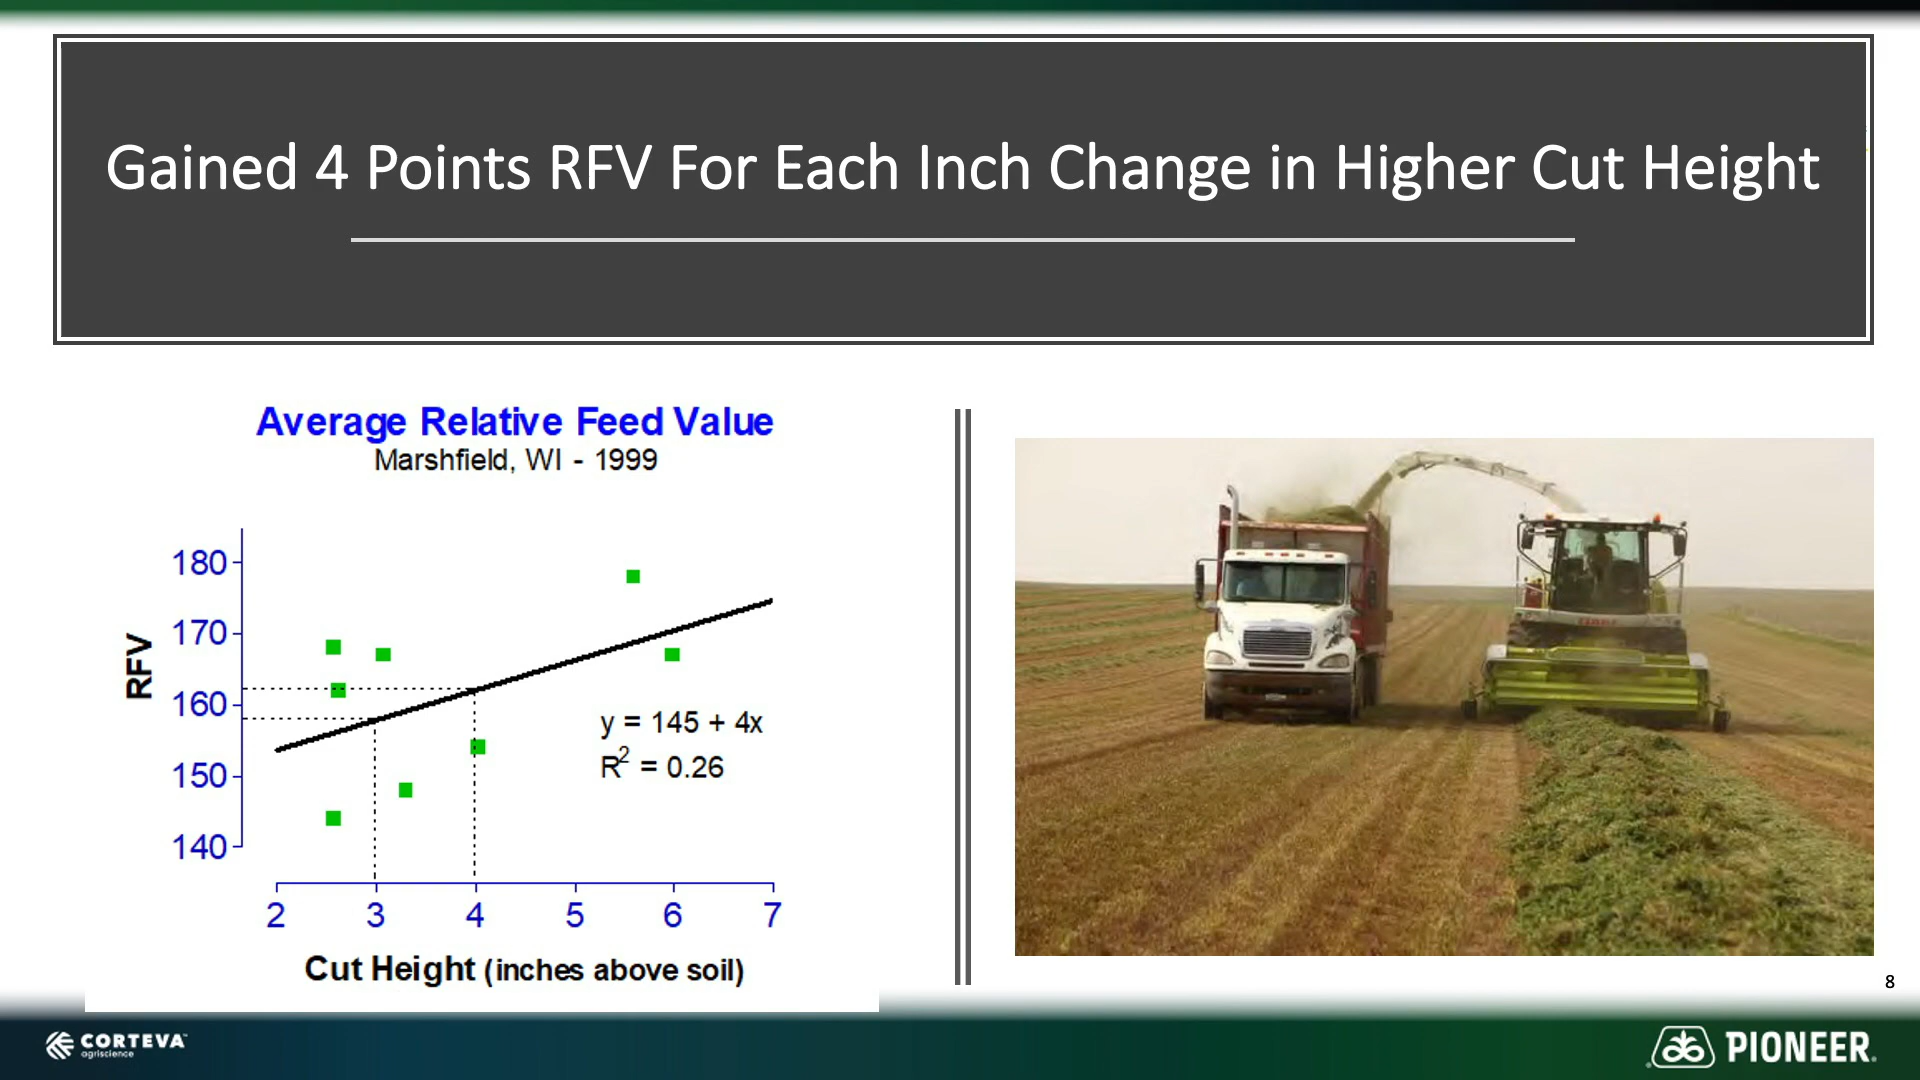 Gained 4 Points RFV For Each Inch Change in Higher Cut Height
Average Relative Feed Value
Marshfield, WI - 1999
RFV
180
170
160
150
140
y = 145 + 4x
R² = 0.26
2 3 4 5 6 7
Cut Height (inches above soil)
8
CORTEVA™
agriscience
PIONEER®